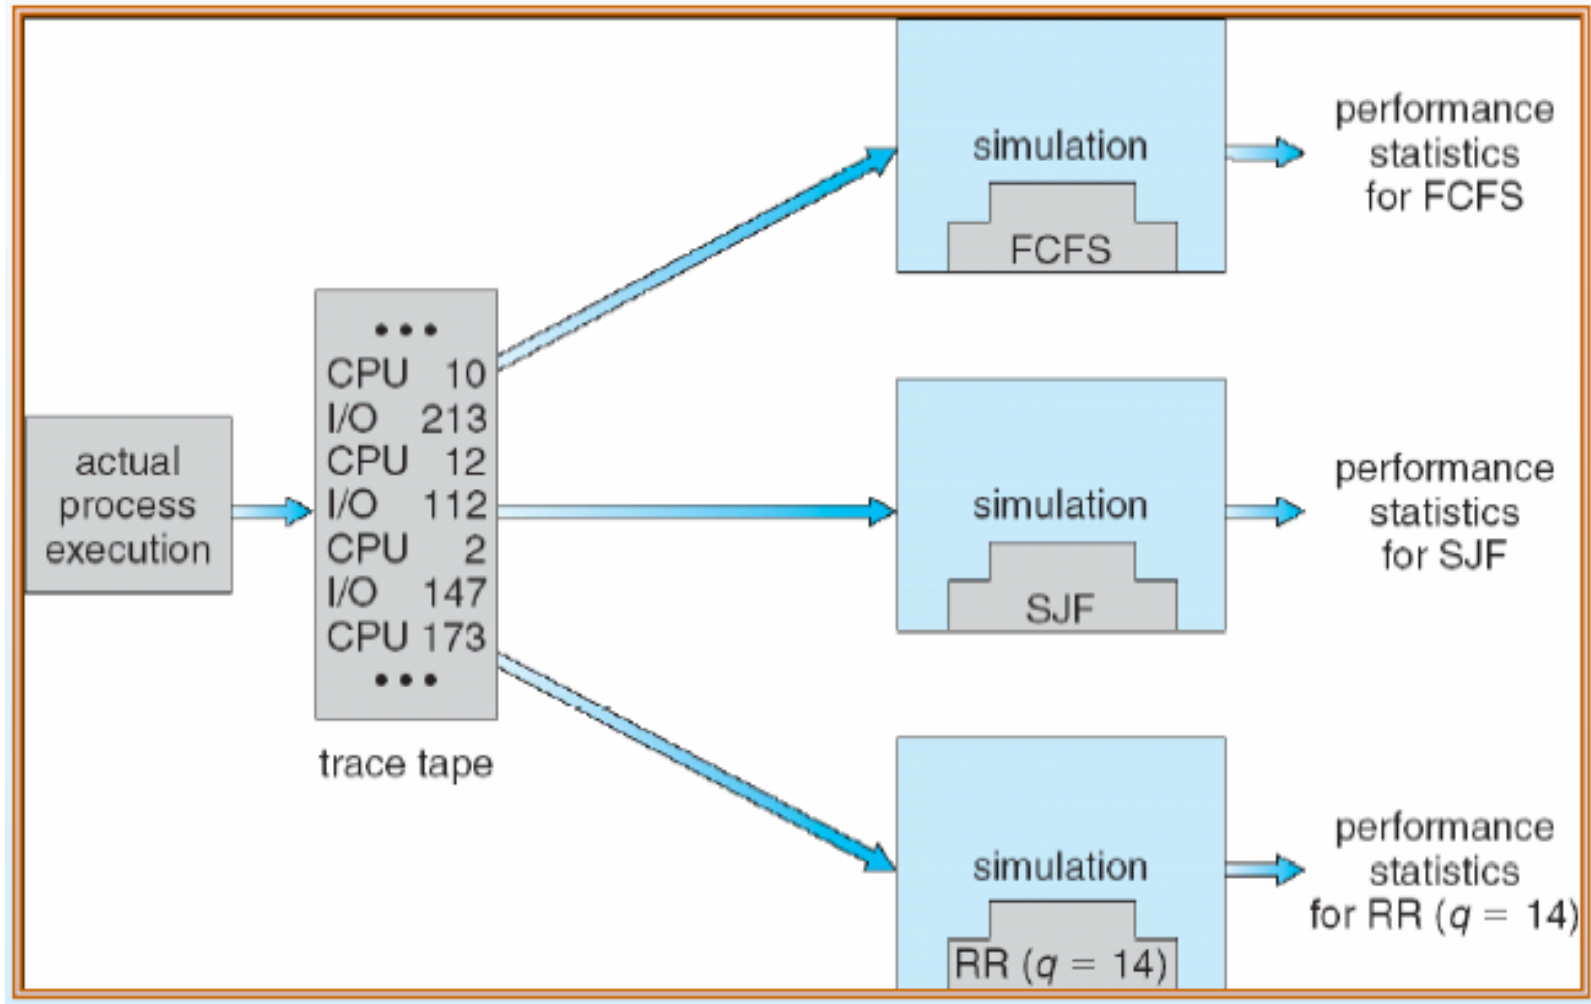 actual
process
execution
• • •
CPU 10
I/O 213
CPU 12
I/O 112
CPU 2
I/O 147
CPU 173
• • •
trace tape
simulation
FCFS
performance
statistics
for FCFS
simulation
SJF
performance
statistics
for SJF
simulation
RR (q = 14)
performance
statistics
for RR (q = 14)